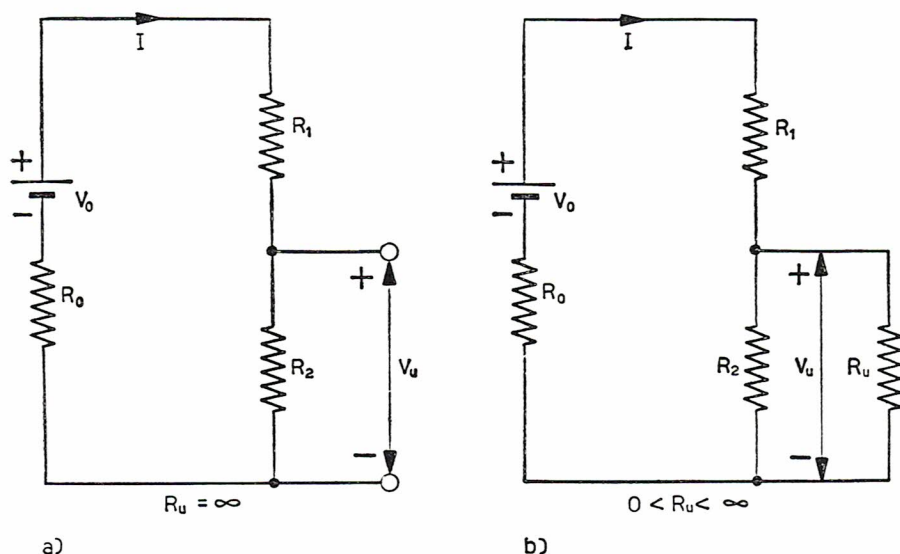 I
R₁
+
−
V₀
R₀
+
R₂
Vᵤ
−
Rᵤ = ∞
a)
I
R₁
+
−
V₀
R₀
+
R₂
Vᵤ
Rᵤ
−
0 < Rᵤ < ∞
b)